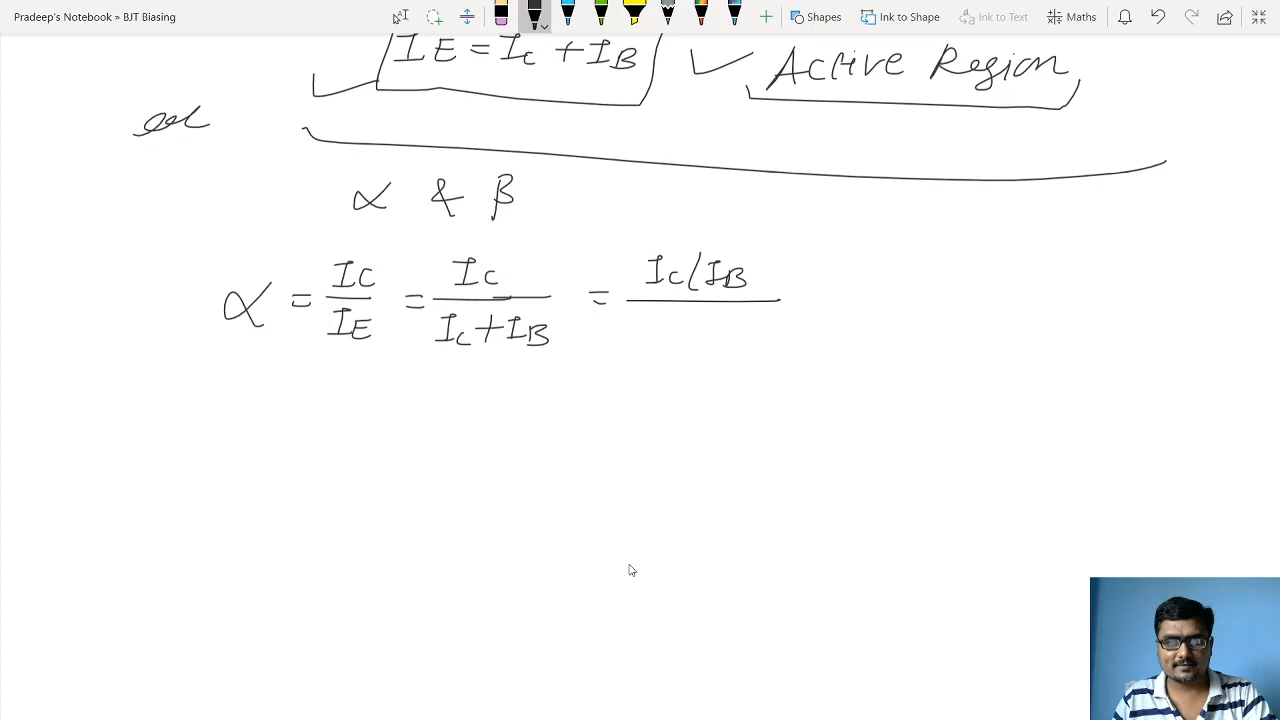 Pradeep's Notebook » BJT Biasing Shapes Ink to Shape Ink to Text Maths
IE = IC + IB Active Region
α & β
α = IC / IE = IC / IC + IB = IC/IB